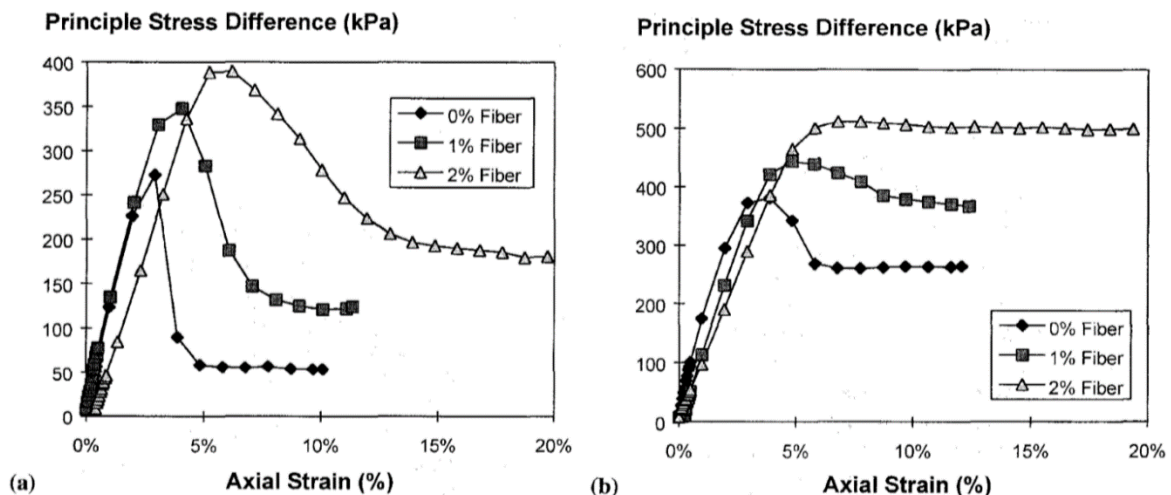 Principle Stress Difference (kPa)
400
350
300
250
200
150
100
50
0
0% Fiber
1% Fiber
2% Fiber
0%
5%
10%
15%
20%
(a)
Axial Strain (%)
Principle Stress Difference (kPa)
600
500
400
300
200
100
0
0% Fiber
1% Fiber
2% Fiber
0%
5%
10%
15%
20%
(b)
Axial Strain (%)